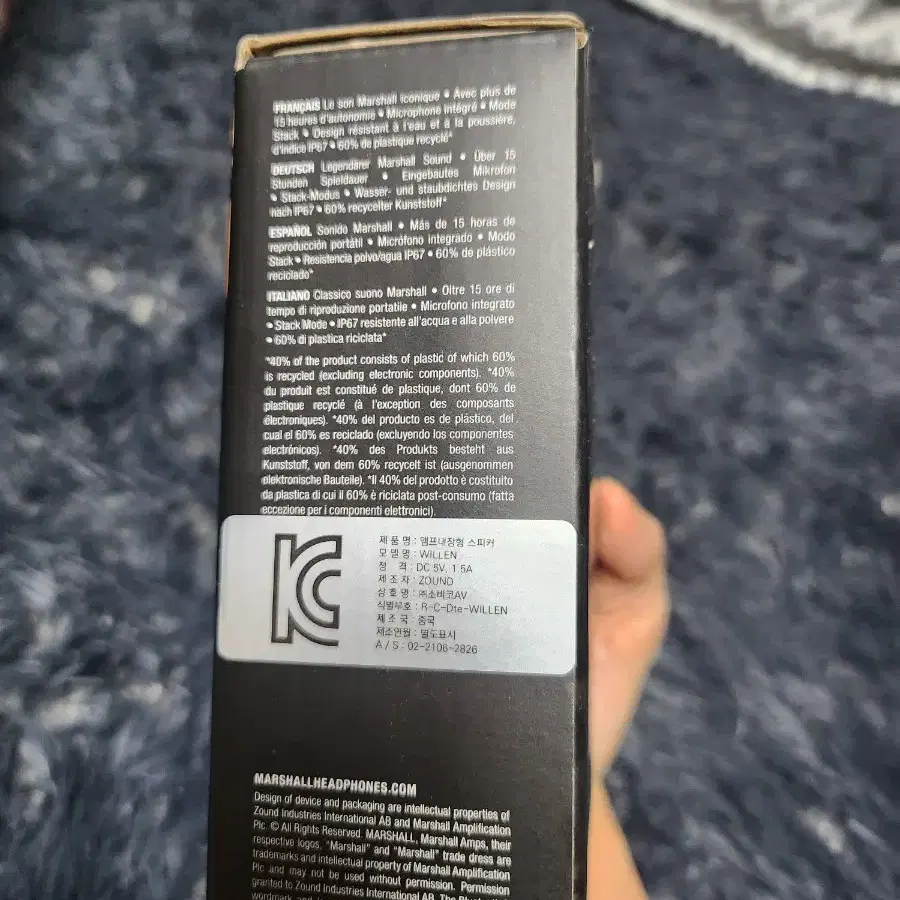 FRANÇAIS Le son Marshall iconique • Avec plus de
15 heures d'autonomie • Microphone intégré • Mode
Stack • Design résistant à l'eau et à la poussière,
d'indice IP67 • 60% de plastique recyclé*
DEUTSCH Legendärer Marshall Sound • Über 15
Stunden Spieldauer • Eingebautes Mikrofon
• Stack-Modus • Wasser- und staubdichtes Design
nach IP67 • 60% recycelter Kunststoff*
ESPAÑOL Sonido Marshall • Más de 15 horas de
reproducción portátil • Micrófono integrado • Modo
Stack • Resistencia polvo/agua IP67 • 60% de plástico
reciclado*
ITALIANO Classico suono Marshall • Oltre 15 ore di
tempo di riproduzione portatile • Microfono integrato
• Stack Mode • IP67 resistente all'acqua e alla polvere
• 60% di plastica riciclata*
*40% of the product consists of plastic of which 60%
is recycled (excluding electronic components). *40%
du produit est constitué de plastique, dont 60% de
plastique recyclé (à l'exception des composants
électroniques). *40% del producto es de plástico, del
cual el 60% es reciclado (excluyendo los componentes
electrónicos). *40% des Produkts besteht aus
Kunststoff, von dem 60% recycelt ist (ausgenommen
elektronische Bauteile). *Il 40% del prodotto è costituito
da plastica di cui il 60% è riciclata post-consumo (fatta
eccezione per i componenti elettronici).
KC
제 품 명 : 앰프내장형 스피커
모 델 명 : WILLEN
정 격 : DC 5V, 1.5A
제 조 자 : ZOUND
상 호 명 : ㈜소비코AV
식별부호 : R-C-Dte-WILLEN
제 조 국 : 중국
제조연월 : 별도표시
A / S : 02-2106-2826
MARSHALLHEADPHONES.COM
Design of device and packaging are intellectual properties of
Zound Industries International AB and Marshall Amplification
Plc. © All Rights Reserved. MARSHALL, Marshall Amps, their
respective logos, "Marshall" and "Marshall" trade dress are
trademarks and intellectual property of Marshall Amplification
Plc and may not be used without permission. Permission
granted to Zound Industries International AB. The